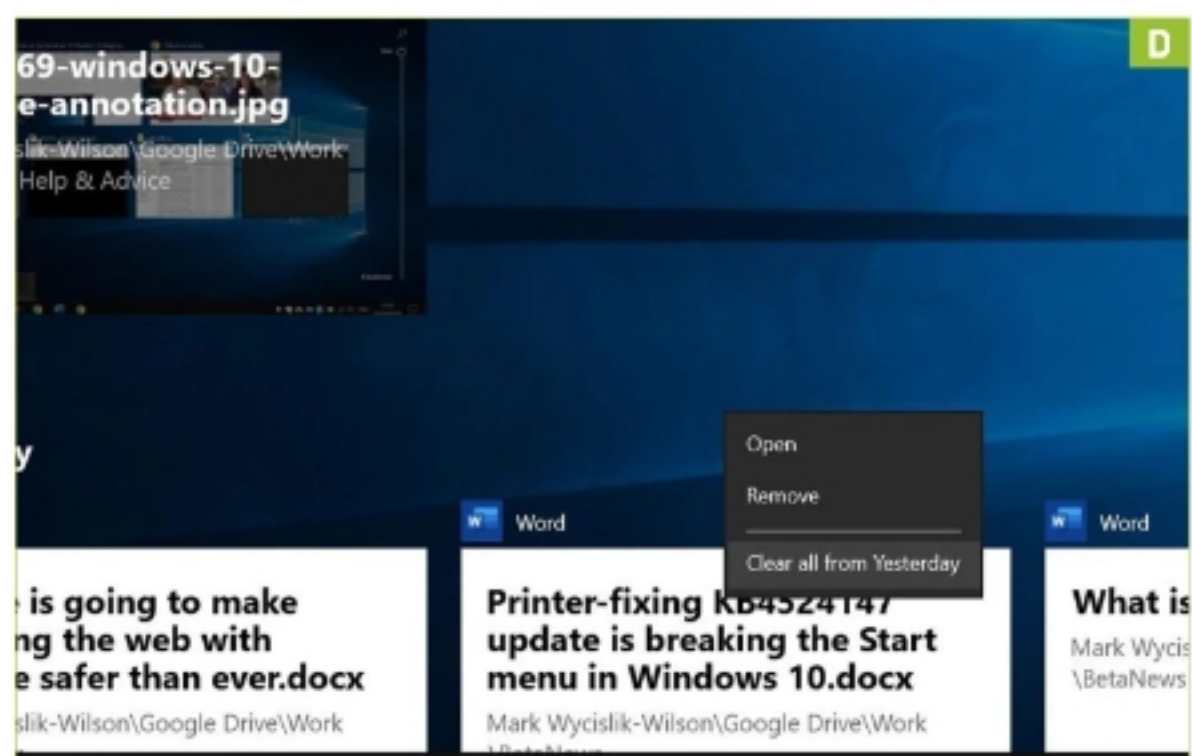 D
69-windows-10-
e-annotation.jpg
slik-Wilson\Google Drive\Work
Help & Advice
y
Open
Remove
Clear all from Yesterday
Word
Word
is going to make
ng the web with
e safer than ever.docx
slik-Wilson\Google Drive\Work
Printer-fixing KB4524147
update is breaking the Start
menu in Windows 10.docx
Mark Wycislik-Wilson\Google Drive\Work
\BetaNews
What is
Mark Wycis
\BetaNews